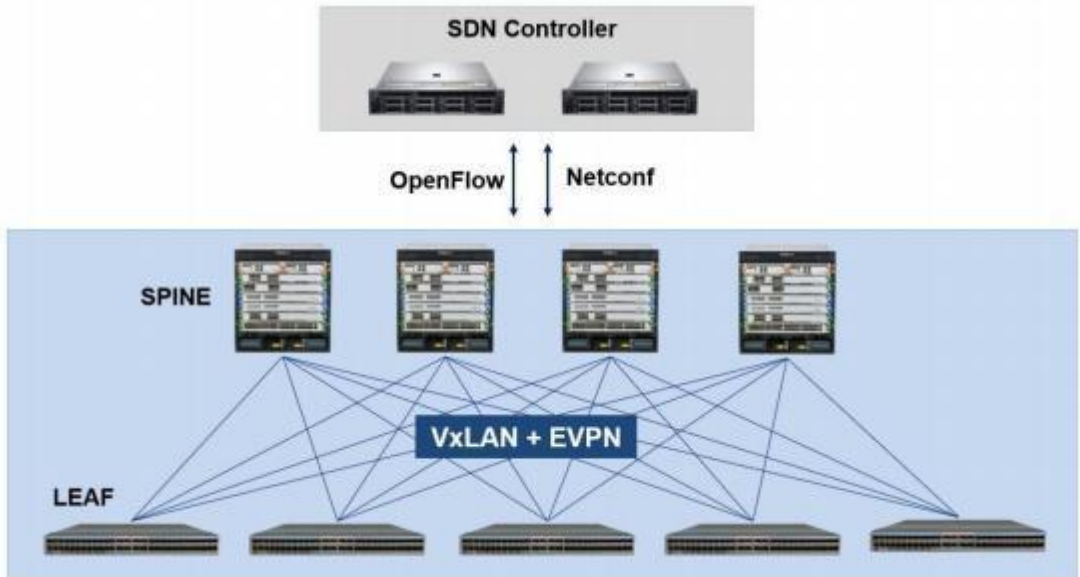 SDN Controller
OpenFlow
Netconf
SPINE
VxLAN + EVPN
LEAF